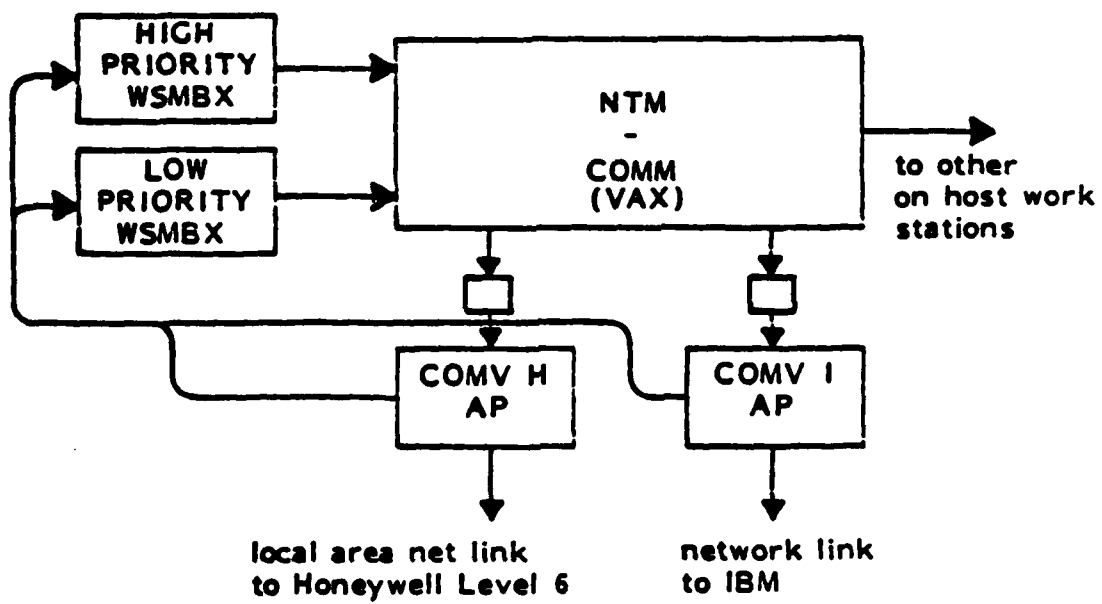 HIGH
PRIORITY
WSMBX
LOW
PRIORITY
WSMBX
NTM
-
COMM
(VAX)
to other
on host work
stations
COMV H
AP
COMV I
AP
local area net link
to Honeywell Level 6
network link
to IBM